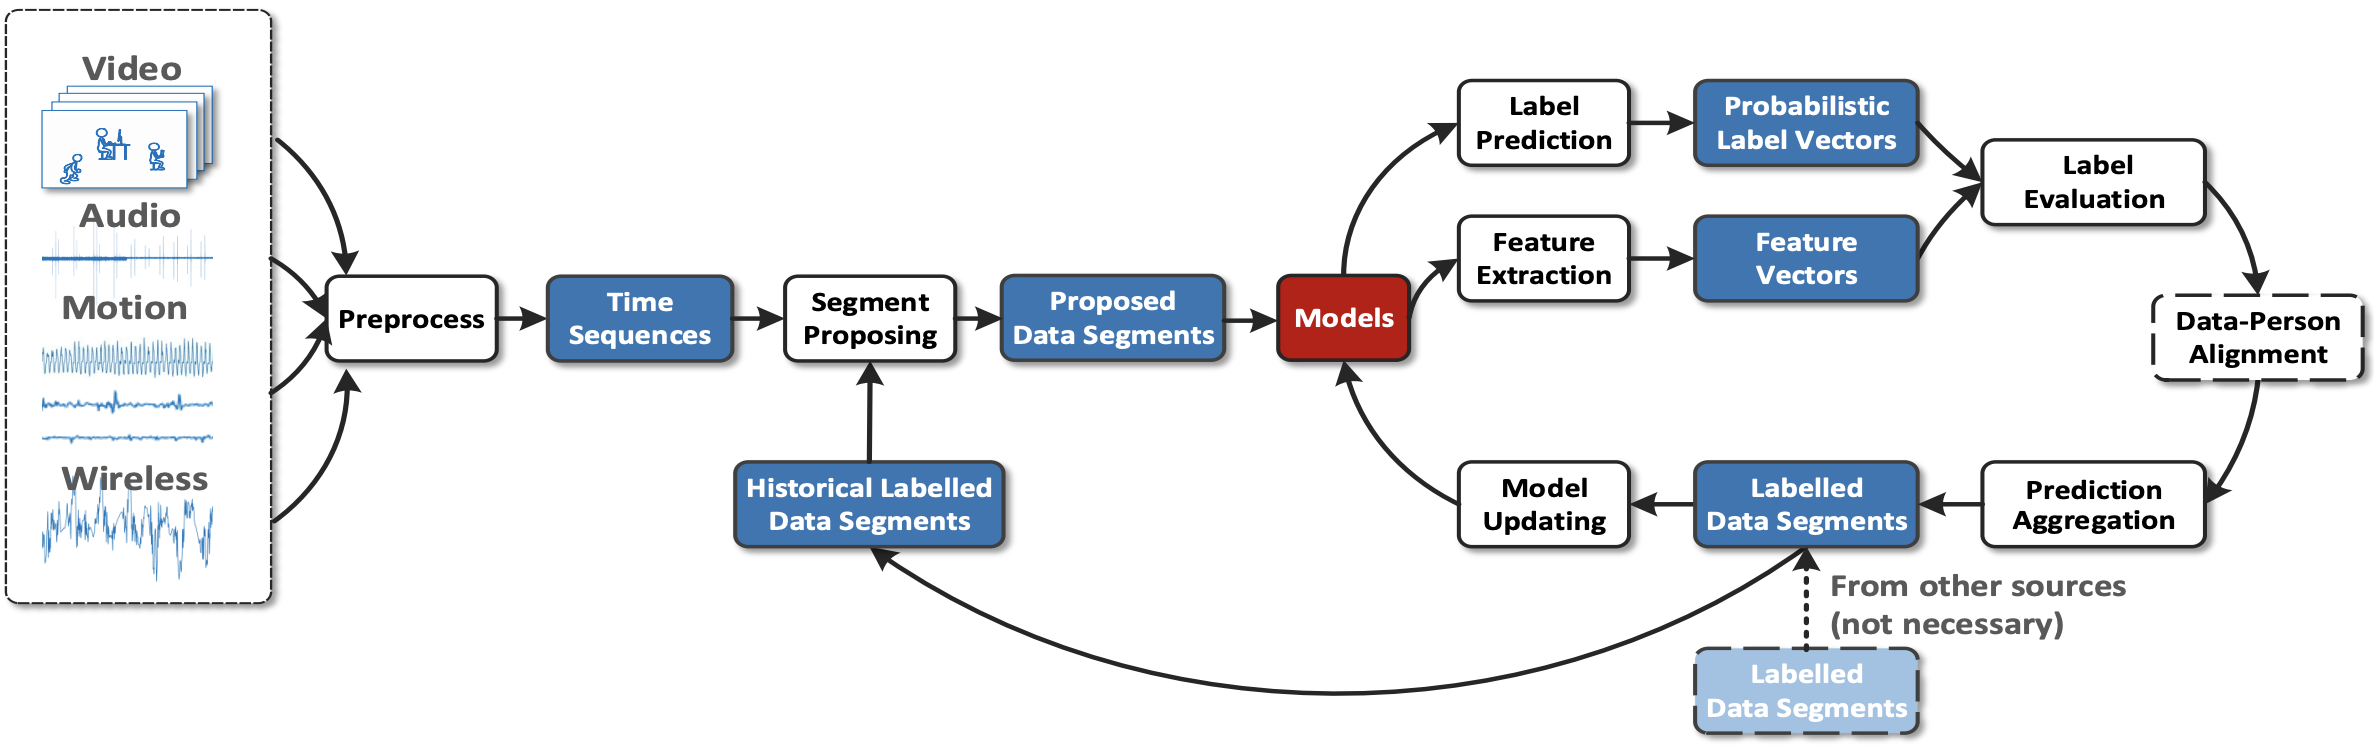 Video
Audio
Motion
Wireless
Preprocess
Time
Sequences
Segment
Proposing
Proposed
Data Segments
Historical Labelled
Data Segments
Models
Label
Prediction
Probabilistic
Label Vectors
Feature
Extraction
Feature
Vectors
Label
Evaluation
Data-Person
Alignment
Prediction
Aggregation
Labelled
Data Segments
Model
Updating
From other sources
(not necessary)
Labelled
Data Segments